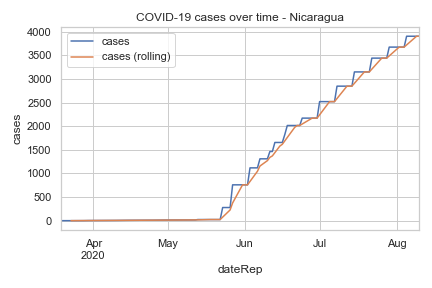 COVID-19 cases over time - Nicaragua
cases
cases (rolling)
4000
3500
3000
2500
2000
1500
1000
500
0
cases
Apr
2020
May
Jun
Jul
Aug
dateRep